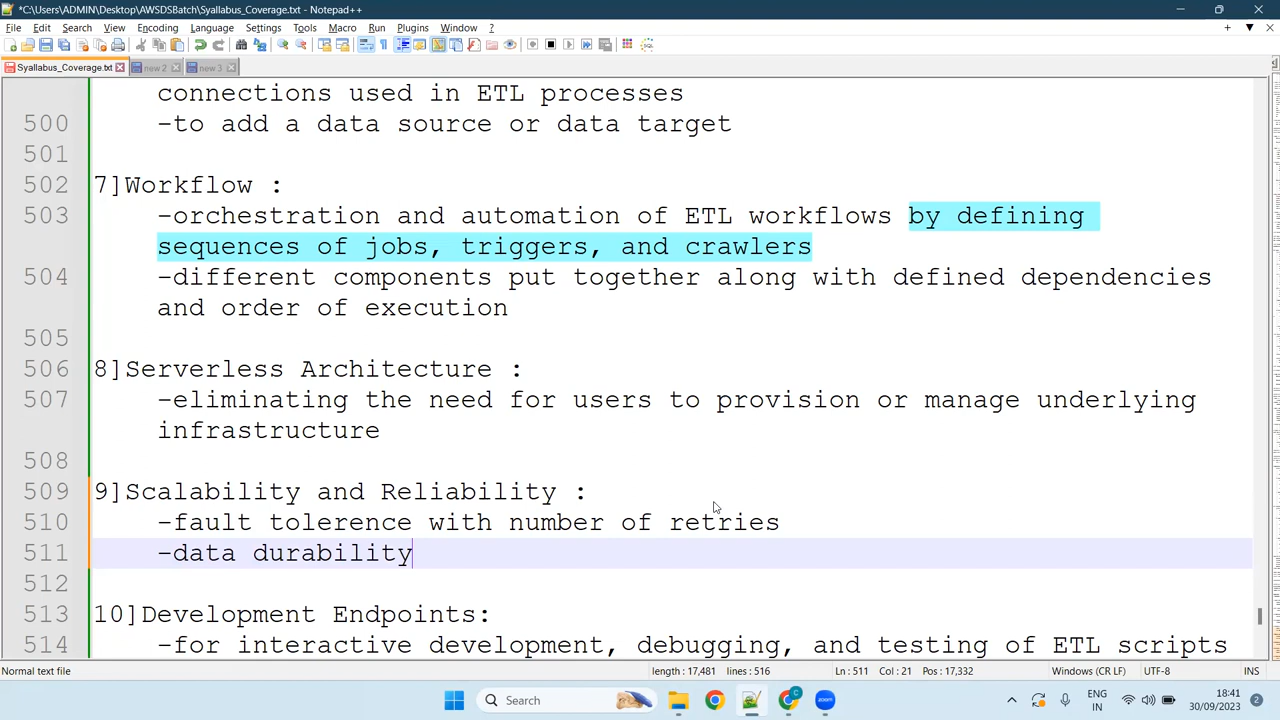 *C:\Users\ADMIN\Desktop\AWSDSBatch\Syallabus_Coverage.txt - Notepad++
File Edit Search View Encoding Language Settings Tools Macro Run Plugins Window ?
Syallabus_Coverage.txt new 2 new 3
connections used in ETL processes
500 -to add a data source or data target
501
502 7]Workflow :
503 -orchestration and automation of ETL workflows by defining
sequences of jobs, triggers, and crawlers
504 -different components put together along with defined dependencies
and order of execution
505
506 8]Serverless Architecture :
507 -eliminating the need for users to provision or manage underlying
infrastructure
508
509 9]Scalability and Reliability :
510 -fault tolerence with number of retries
511 -data durability
512
513 10]Development Endpoints:
514 -for interactive development, debugging, and testing of ETL scripts
Normal text file length : 17,481 lines : 516 Ln : 511 Col : 21 Pos : 17,332 Windows (CR LF) UTF-8 INS
Search ENG IN 18:41 30/09/2023 2